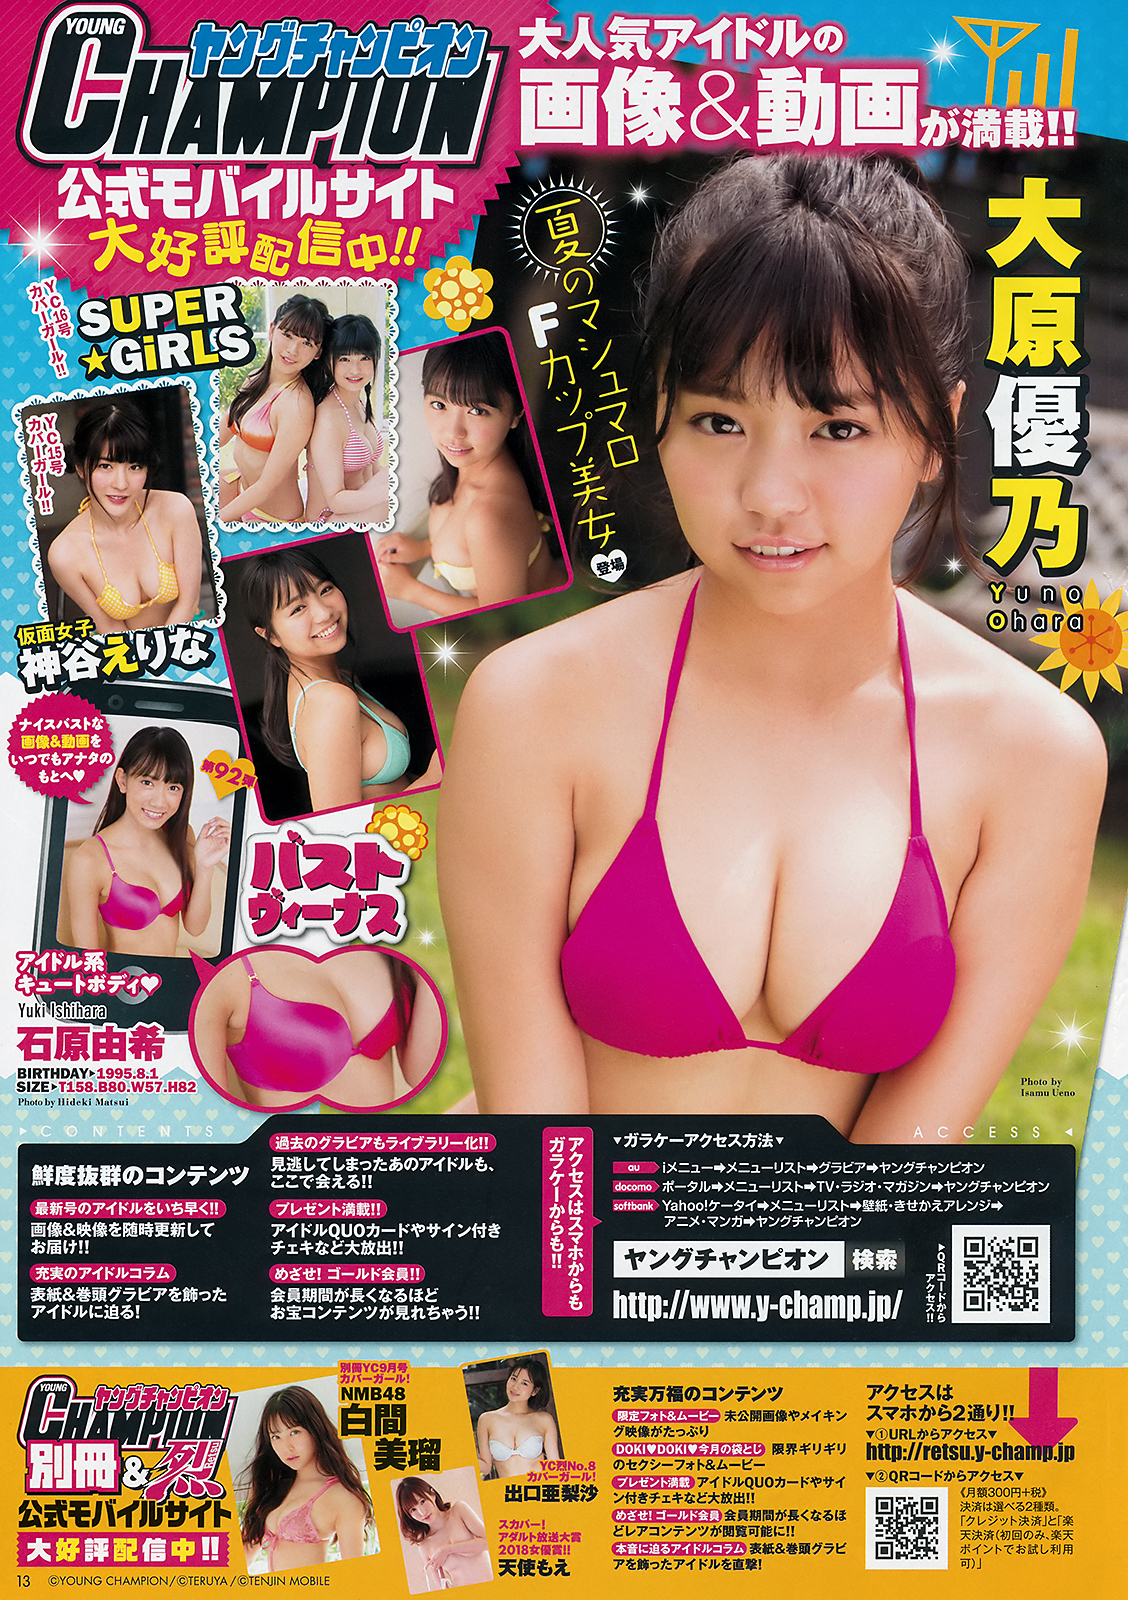 YOUNG
CHAMPION
ヤングチャンピオン
公式モバイルサイト
大好評配信中!!
大人気アイドルの
画像&動画が満載!!
YC16号
カバーガール!!
SUPER
★GiRLS
YC15号
カバーガール!!
仮面女子
神谷えりな
夏のマシュマロ
Fカップ美女
登場
大原優乃
Yuno
Ohara
ナイスバストな
画像&動画を
いつでもアナタの
もとへ♥
第92弾
バスト
ヴィーナス
アイドル系
キュートボディ♥
Yuki Ishihara
石原由希
BIRTHDAY▶1995.8.1
SIZE▶T158.B80.W57.H82
Photo by Hideki Matsui
Photo by
Isamu Ueno
▶CONTENTS
ACCESS◀
鮮度抜群のコンテンツ
最新号のアイドルをいち早く!!
画像&映像を随時更新して
お届け!!
充実のアイドルコラム
表紙&巻頭グラビアを飾った
アイドルに迫る!
過去のグラビアもライブラリー化!!
見逃してしまったあのアイドルも、
ここで会える!!
プレゼント満載!!
アイドルQUOカードやサイン付き
チェキなど大放出!!
めざせ! ゴールド会員!!
会員期間が長くなるほど
お宝コンテンツが見れちゃう!!
アクセスはスマホからも
ガラケーからも!!
▼ガラケーアクセス方法▼
au iメニュー➡メニューリスト➡グラビア➡ヤングチャンピオン
docomo ポータル➡メニューリスト➡TV・ラジオ・マガジン➡ヤングチャンピオン
softbank Yahoo!ケータイ➡メニューリスト➡壁紙・きせかえアレンジ➡
アニメ・マンガ➡ヤングチャンピオン
ヤングチャンピオン 検索
http://www.y-champ.jp/
▶QRコードから
アクセス!!
YOUNG
CHAMPION
ヤングチャンピオン
別冊&烈
公式モバイルサイト
大好評配信中!!
別冊YC9月号
カバーガール!
NMB48
白間
美瑠
YC烈No.8
カバーガール!
出口亜梨沙
スカパー!
アダルト放送大賞
2018女優賞!!
天使もえ
充実万福のコンテンツ
限定フォト&ムービー 未公開画像やメイキン
グ映像がたっぷり
DOKI♥DOKI♥今月の袋とじ 限界ギリギリ
のセクシーフォト&ムービー
プレゼント満載 アイドルQUOカードやサイ
ン付きチェキなど大放出!!
めざせ! ゴールド会員 会員期間が長くなるほ
どレアコンテンツが閲覧可能に!!
本音に迫るアイドルコラム 表紙&巻頭グラビ
アを飾ったアイドルを直撃!
アクセスは
スマホから2通り!!
▼①URLからアクセス▼
http://retsu.y-champ.jp
▼②QRコードからアクセス▼
《月額300円+税》
決済は選べる2種類。
「クレジット決済」と「楽
天決済(初回のみ、楽天
ポイントでお試し利用
可)」
13 ©YOUNG CHAMPION/©TERUYA/©TENJIN MOBILE